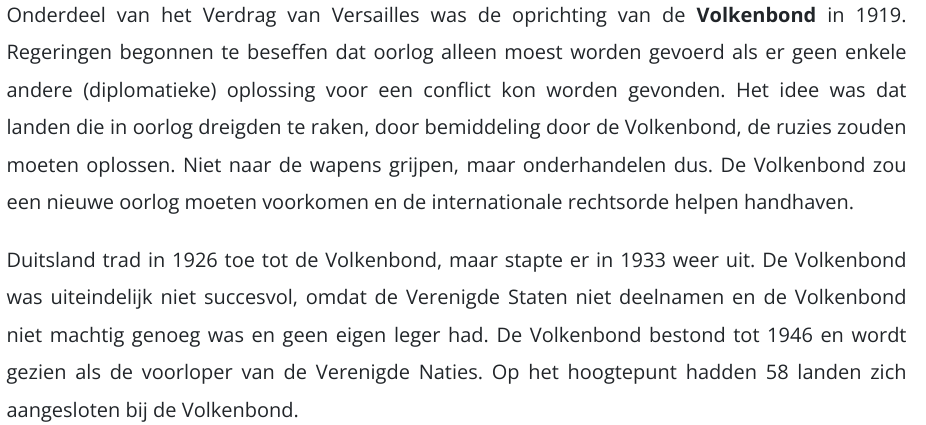 Onderdeel van het Verdrag van Versailles was de oprichting van de Volkenbond in 1919.
Regeringen begonnen te beseffen dat oorlog alleen moest worden gevoerd als er geen enkele
andere (diplomatieke) oplossing voor een conflict kon worden gevonden. Het idee was dat
landen die in oorlog dreigden te raken, door bemiddeling door de Volkenbond, de ruzies zouden
moeten oplossen. Niet naar de wapens grijpen, maar onderhandelen dus. De Volkenbond zou
een nieuwe oorlog moeten voorkomen en de internationale rechtsorde helpen handhaven.
Duitsland trad in 1926 toe tot de Volkenbond, maar stapte er in 1933 weer uit. De Volkenbond
was uiteindelijk niet succesvol, omdat de Verenigde Staten niet deelnamen en de Volkenbond
niet machtig genoeg was en geen eigen leger had. De Volkenbond bestond tot 1946 en wordt
gezien als de voorloper van de Verenigde Naties. Op het hoogtepunt hadden 58 landen zich
aangesloten bij de Volkenbond.